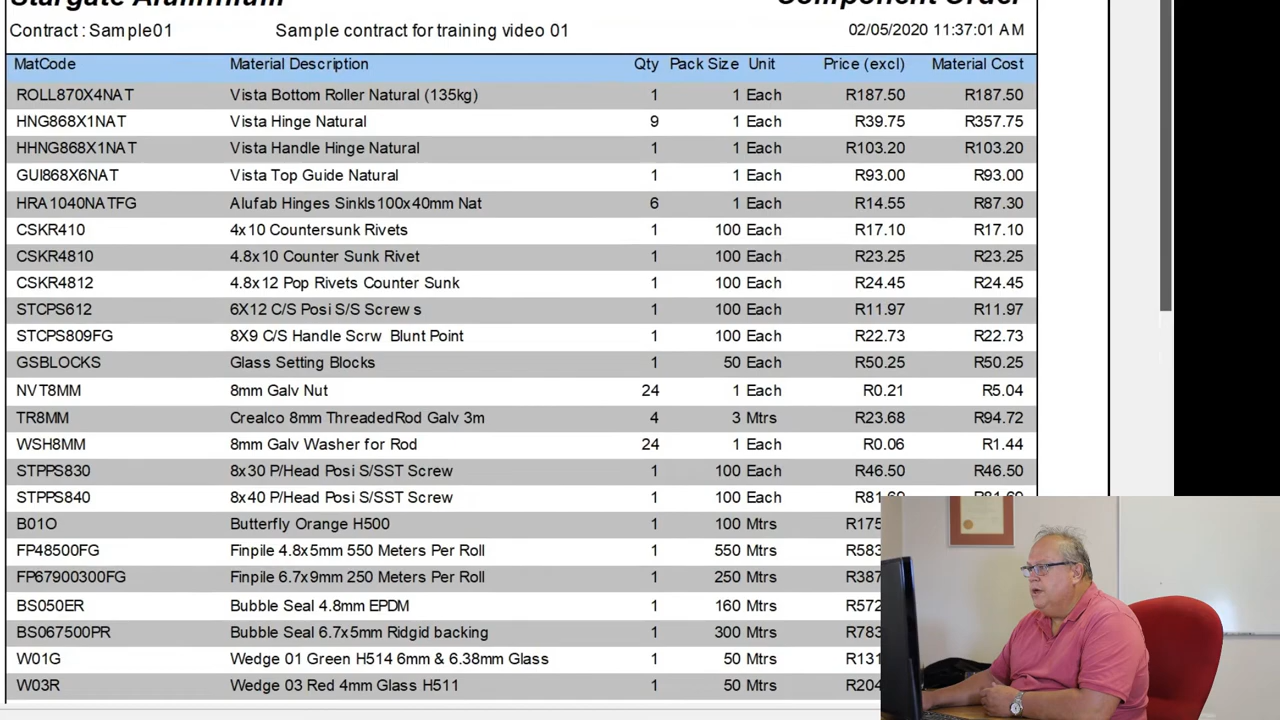 Contract : Sample01 Sample contract for training video 01 02/05/2020 11:37:01 AM
MatCode Material Description Qty Pack Size Unit Price (excl) Material Cost
ROLL870X4NAT Vista Bottom Roller Natural (135kg) 1 1 Each R187.50 R187.50
HNG868X1NAT Vista Hinge Natural 9 1 Each R39.75 R357.75
HHNG868X1NAT Vista Handle Hinge Natural 1 1 Each R103.20 R103.20
GUI868X6NAT Vista Top Guide Natural 1 1 Each R93.00 R93.00
HRA1040NATFG Alufab Hinges Sinkls100x40mm Nat 6 1 Each R14.55 R87.30
CSKR410 4x10 Countersunk Rivets 1 100 Each R17.10 R17.10
CSKR4810 4.8x10 Counter Sunk Rivet 1 100 Each R23.25 R23.25
CSKR4812 4.8x12 Pop Rivets Counter Sunk 1 100 Each R24.45 R24.45
STCPS612 6X12 C/S Posi S/S Screws 1 100 Each R11.97 R11.97
STCPS809FG 8X9 C/S Handle Scrw Blunt Point 1 100 Each R22.73 R22.73
GSBLOCKS Glass Setting Blocks 1 50 Each R50.25 R50.25
NVT8MM 8mm Galv Nut 24 1 Each R0.21 R5.04
TR8MM Crealco 8mm ThreadedRod Galv 3m 4 3 Mtrs R23.68 R94.72
WSH8MM 8mm Galv Washer for Rod 24 1 Each R0.06 R1.44
STPPS830 8x30 P/Head Posi S/SST Screw 1 100 Each R46.50 R46.50
STPPS840 8x40 P/Head Posi S/SST Screw 1 100 Each
B01O Butterfly Orange H500 1 100 Mtrs R175
FP48500FG Finpile 4.8x5mm 550 Meters Per Roll 1 550 Mtrs R583
FP67900300FG Finpile 6.7x9mm 250 Meters Per Roll 1 250 Mtrs R387
BS050ER Bubble Seal 4.8mm EPDM 1 160 Mtrs R572
BS067500PR Bubble Seal 6.7x5mm Ridgid backing 1 300 Mtrs R783
W01G Wedge 01 Green H514 6mm & 6.38mm Glass 1 50 Mtrs R131
W03R Wedge 03 Red 4mm Glass H511 1 50 Mtrs R204